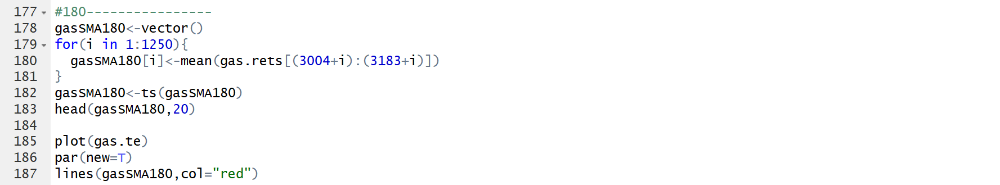 177 #180----------------
178 gasSMA180<-vector()
179 for(i in 1:1250){
180   gasSMA180[i]<-mean(gas.rets[(3004+i):(3183+i)])
181 }
182 gasSMA180<-ts(gasSMA180)
183 head(gasSMA180,20)
184
185 plot(gas.te)
186 par(new=T)
187 lines(gasSMA180,col="red")